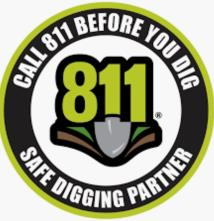 CALL 811 BEFORE YOU DIG
811®
SAFE DIGGING PARTNER